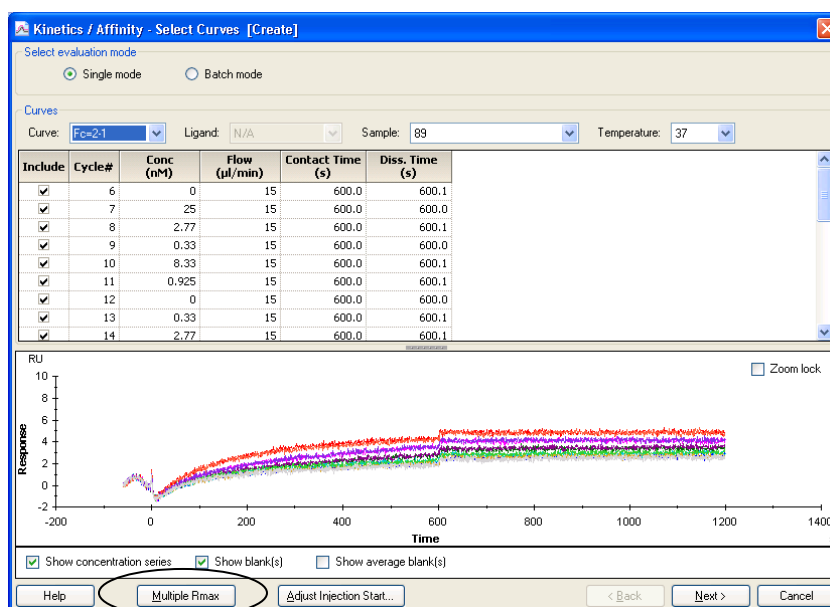 Kinetics / Affinity - Select Curves [Create]
Select evaluation mode
Single mode Batch mode
Curves
Curve: Fc=2-1 Ligand: N/A Sample: 89 Temperature: 37
Include Cycle# Conc (nM) Flow (µl/min) Contact Time (s) Diss. Time (s)
6 0 15 600.0 600.1
7 25 15 600.0 600.0
8 2.77 15 600.0 600.1
9 0.33 15 600.0 600.1
10 8.33 15 600.0 600.1
11 0.925 15 600.0 600.1
12 0 15 600.0 600.0
13 0.33 15 600.0 600.1
14 2.77 15 600.0 600.1
RU
Zoom lock
10
8
6
4
2
0
-2
Response
-200 0 200 400 600 800 1000 1200 1400
Time
Show concentration series Show blank(s) Show average blank(s)
Help Multiple Rmax Adjust Injection Start... < Back Next > Cancel